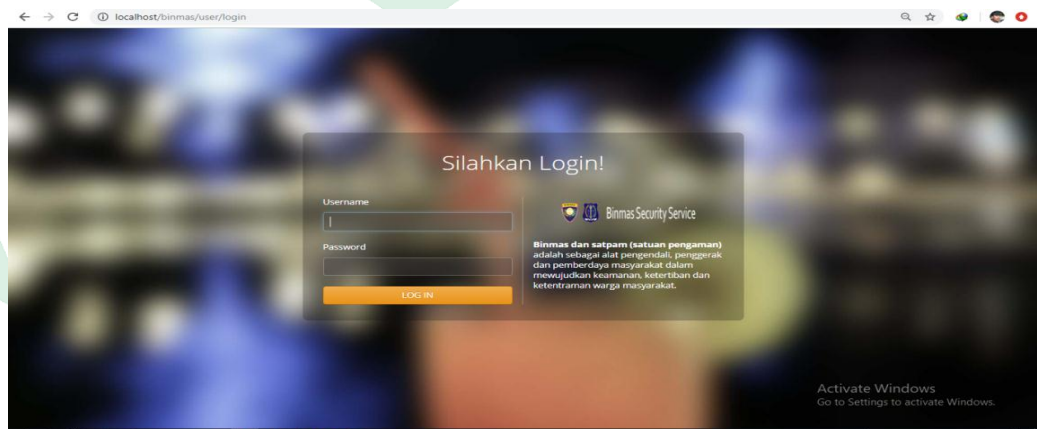 localhost/binmas/user/login
Silahkan Login!
Username
Password
LOG IN
Binmas Security Service
Binmas dan satpam (satuan pengaman)
adalah sebagai alat pengendali, penggerak
dan pemberdaya masyarakat dalam
mewujudkan keamanan, ketertiban dan
ketentraman warga masyarakat.
Activate Windows
Go to Settings to activate Windows.